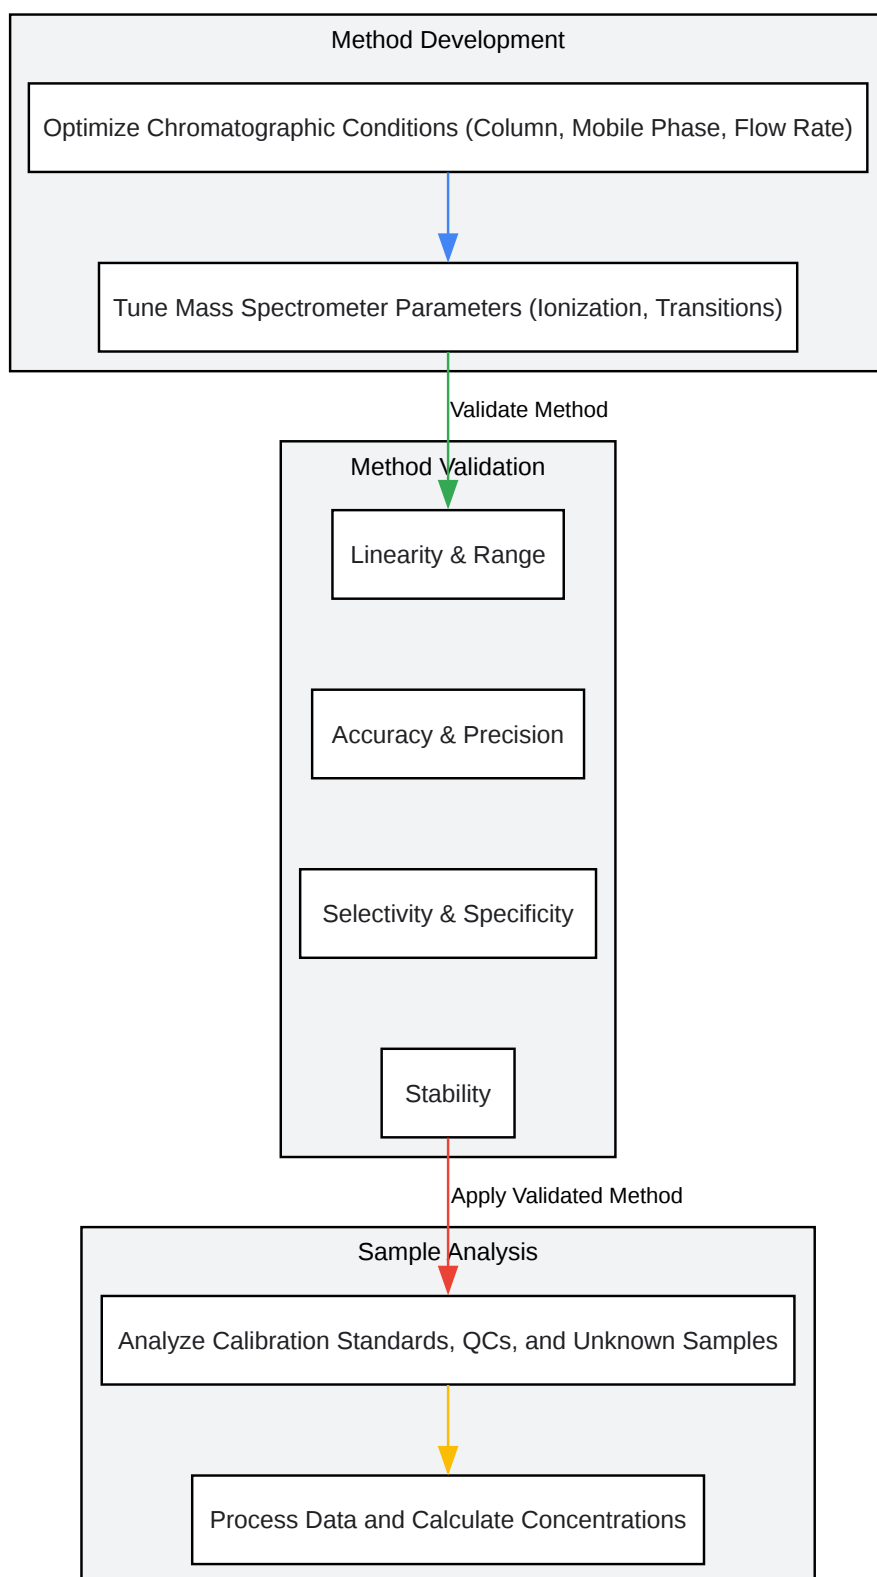 Method Development
Optimize Chromatographic Conditions (Column, Mobile Phase, Flow Rate)
Tune Mass Spectrometer Parameters (Ionization, Transitions)
Validate Method
Method Validation
Linearity & Range
Accuracy & Precision
Selectivity & Specificity
Stability
Apply Validated Method
Sample Analysis
Analyze Calibration Standards, QCs, and Unknown Samples
Process Data and Calculate Concentrations